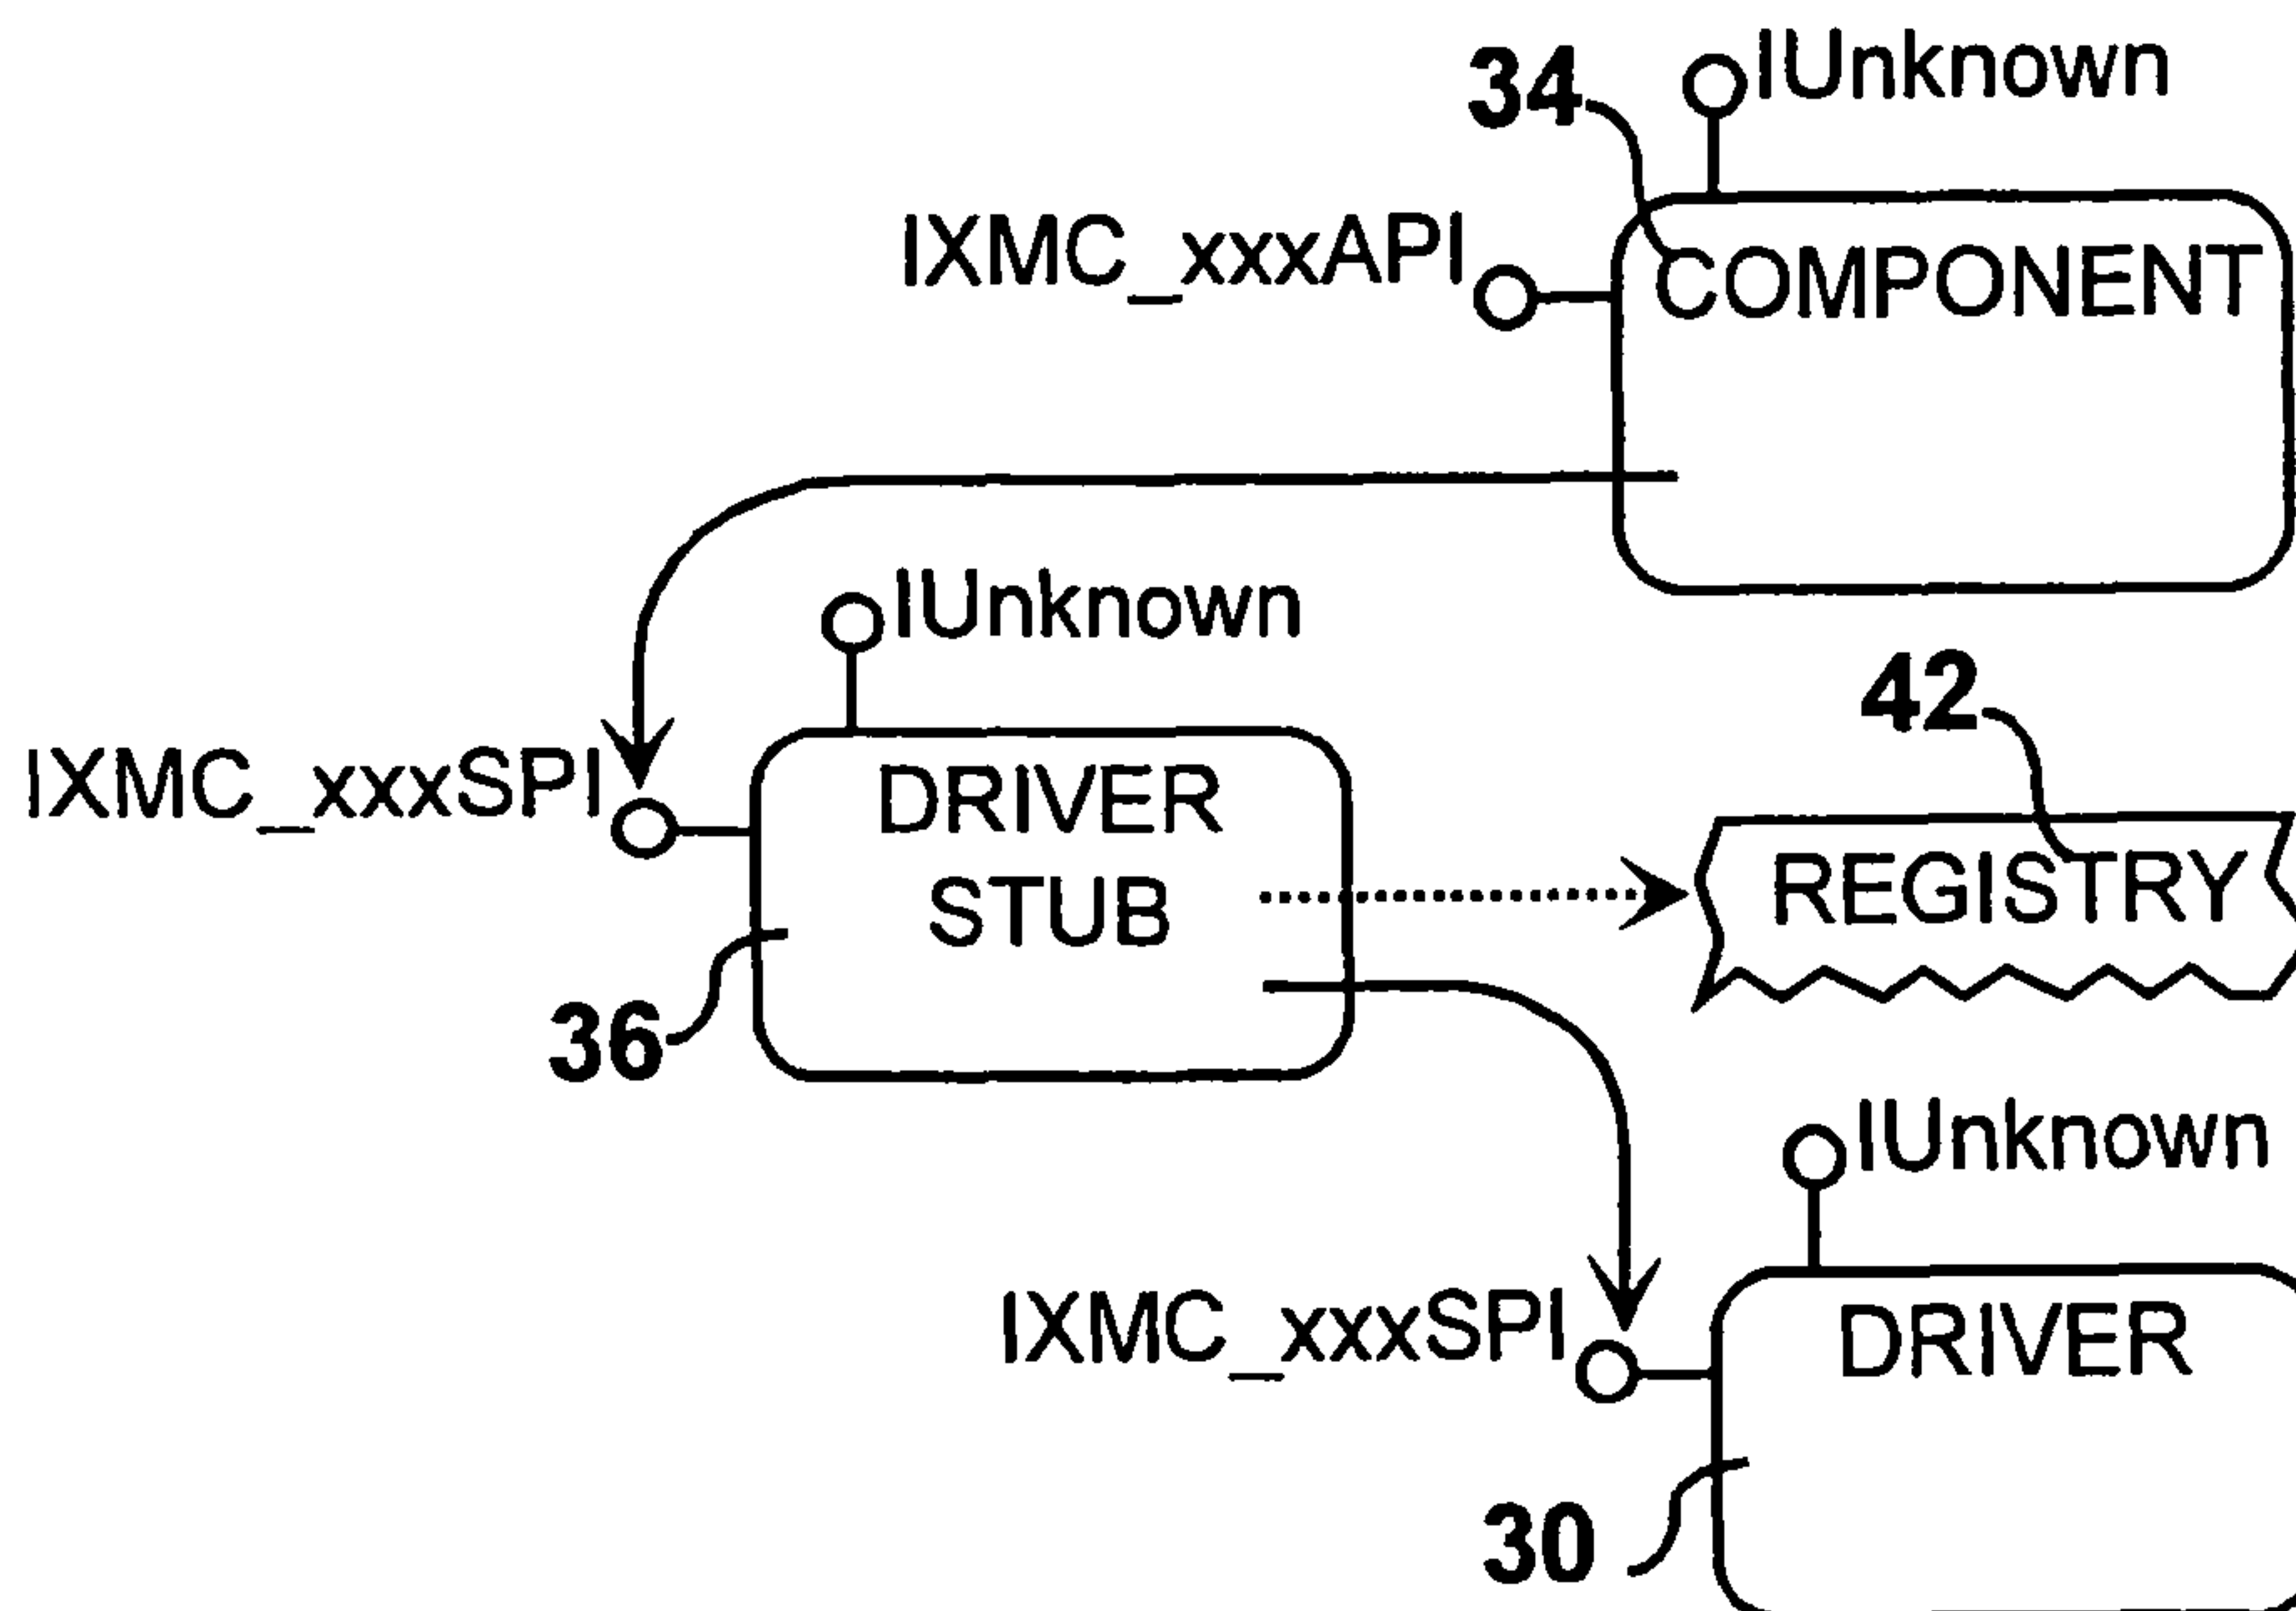 34
IUnknown
IXMC_xxxAPI
COMPONENT
IUnknown
42
IXMC_xxxSPI
DRIVER
STUB
REGISTRY
36
IUnknown
IXMC_xxxSPI
DRIVER
30